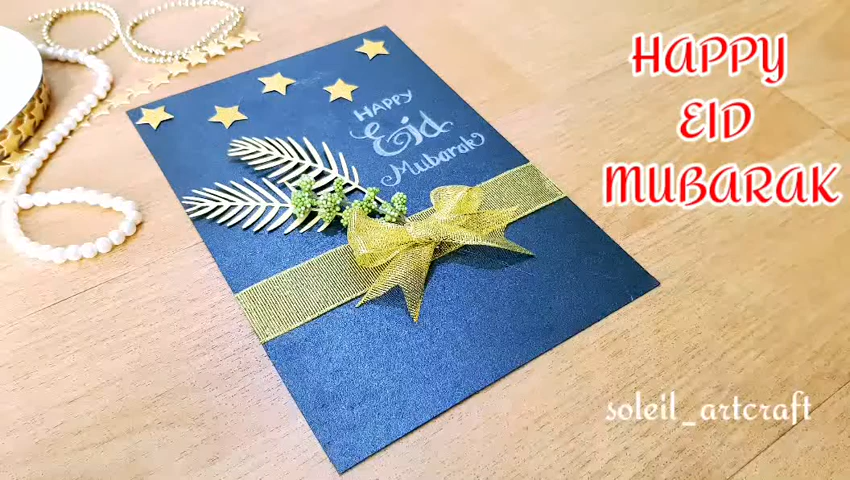 HAPPY
Eid
Mubarak
HAPPY
EID
MUBARAK
soleil_artcraft